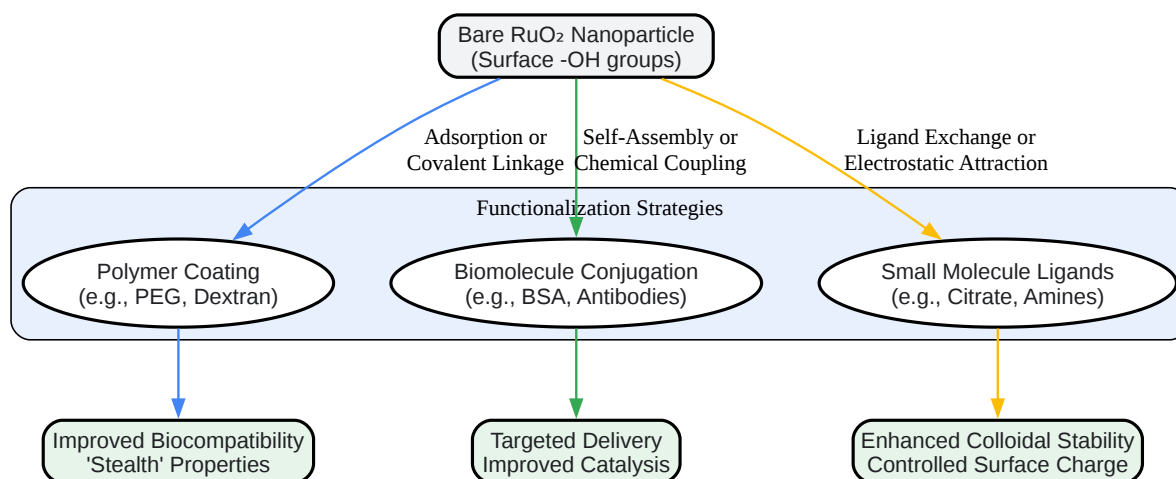 Bare RuO₂ Nanoparticle
(Surface -OH groups)
Adsorption or
Covalent Linkage
Self-Assembly or
Chemical Coupling
Ligand Exchange or
Electrostatic Attraction
Functionalization Strategies
Polymer Coating
(e.g., PEG, Dextran)
Biomolecule Conjugation
(e.g., BSA, Antibodies)
Small Molecule Ligands
(e.g., Citrate, Amines)
Improved Biocompatibility
'Stealth' Properties
Targeted Delivery
Improved Catalysis
Enhanced Colloidal Stability
Controlled Surface Charge